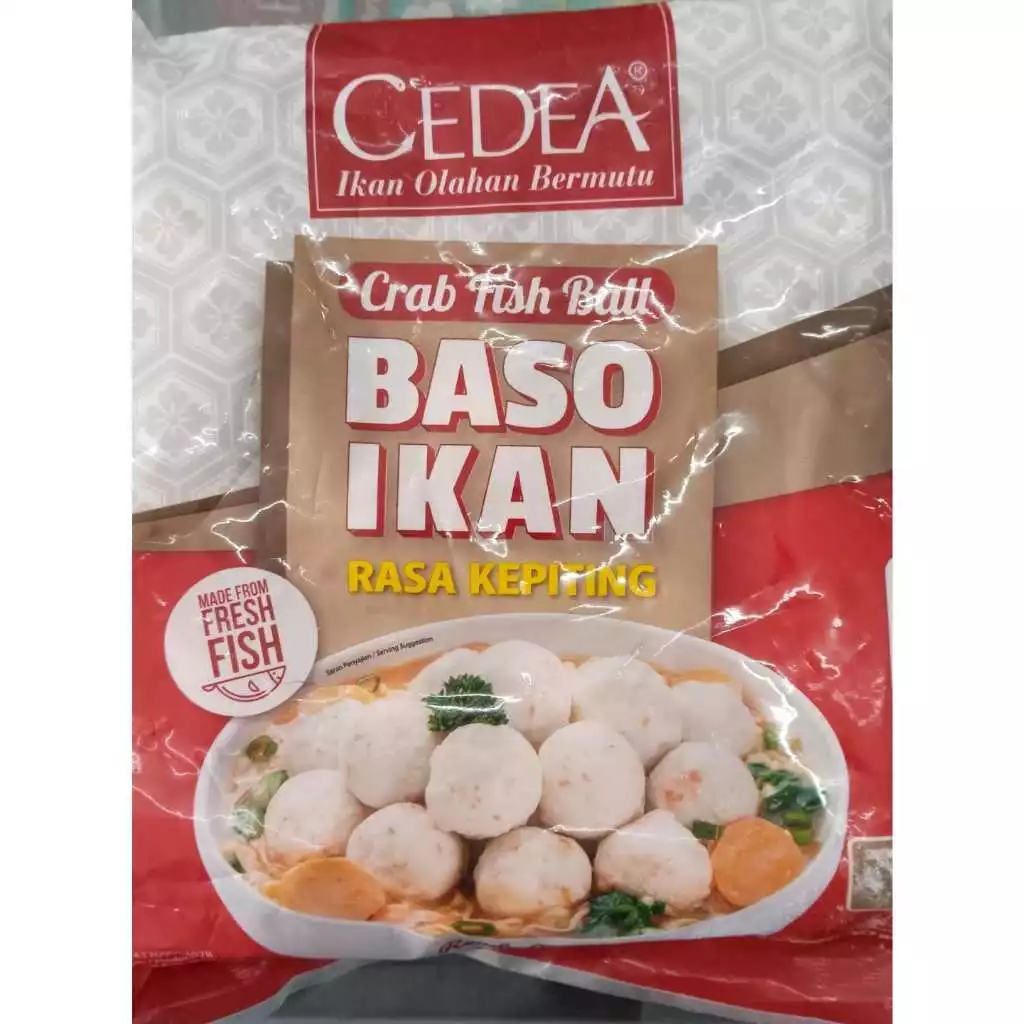 CEDEA®
Ikan Olahan Bermutu
Crab Fish Ball
BASO
IKAN
RASA KEPITING
MADE FROM
FRESH
FISH
Saran Penyajian / Serving Suggestion